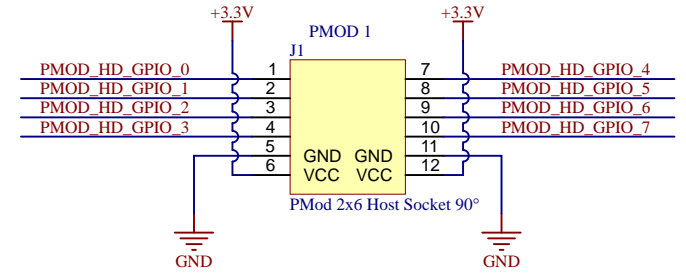 +3.3V +3.3V
PMOD 1
J1
PMOD_HD_GPIO_0 1 7 PMOD_HD_GPIO_4
PMOD_HD_GPIO_1 2 8 PMOD_HD_GPIO_5
PMOD_HD_GPIO_2 3 9 PMOD_HD_GPIO_6
PMOD_HD_GPIO_3 4 10 PMOD_HD_GPIO_7
5 GND GND 11
6 VCC VCC 12
PMod 2x6 Host Socket 90°
GND GND